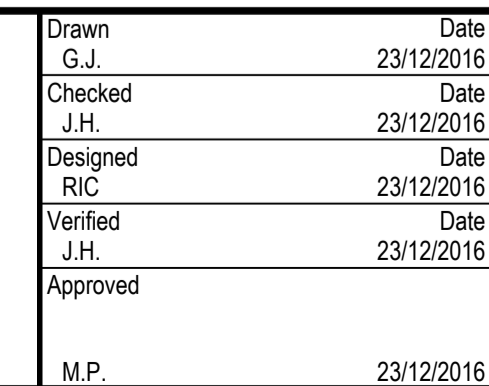 Drawn Date
G.J. 23/12/2016
Checked Date
J.H. 23/12/2016
Designed Date
RIC 23/12/2016
Verified Date
J.H. 23/12/2016
Approved
M.P. 23/12/2016